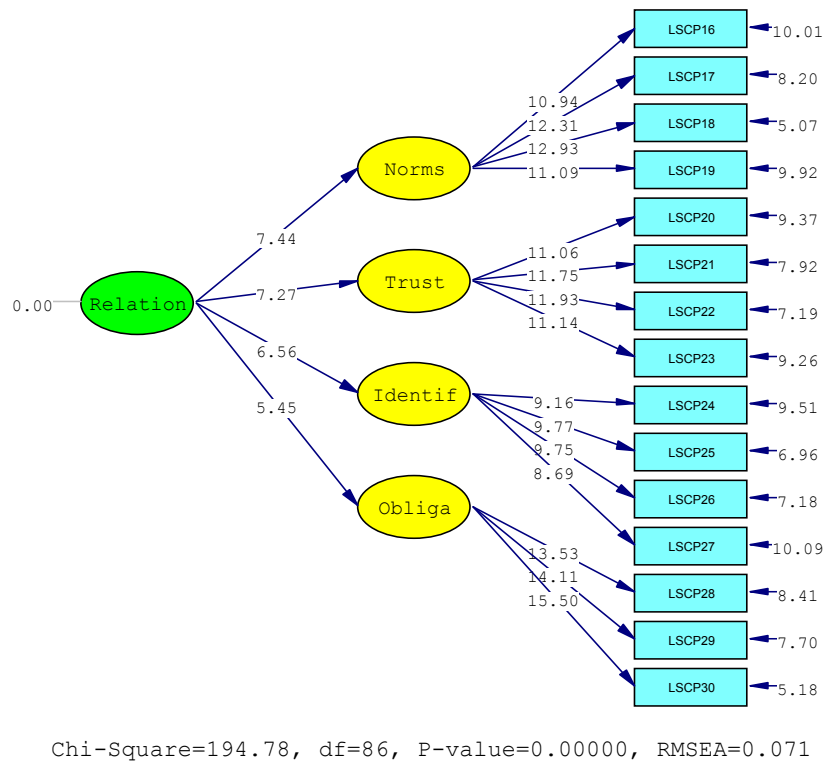 LSCP16 10.01
LSCP17 8.20
10.94
12.31
LSCP18 5.07
12.93
11.09
Norms LSCP19 9.92
LSCP20 9.37
7.44
11.06
LSCP21 7.92
11.75
Trust
7.27
11.93
0.00 Relation LSCP22 7.19
11.14
6.56
LSCP23 9.26
Identif
9.16 LSCP24 9.51
5.45
9.77
9.75 LSCP25 6.96
8.69
LSCP26 7.18
Obliga
LSCP27 10.09
13.53
14.11
LSCP28 8.41
15.50
LSCP29 7.70
LSCP30 5.18
Chi-Square=194.78, df=86, P-value=0.00000, RMSEA=0.071